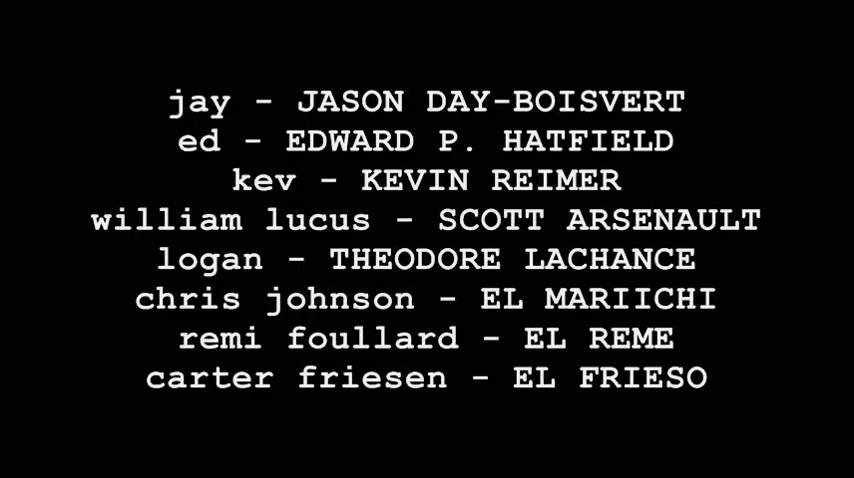 jay - JASON DAY-BOISVERT
ed - EDWARD P. HATFIELD
kev - KEVIN REIMER
william lucus - SCOTT ARSENAULT
logan - THEODORE LACHANCE
chris johnson - EL MARIICHI
remi foullard - EL REME
carter friesen - EL FRIESO